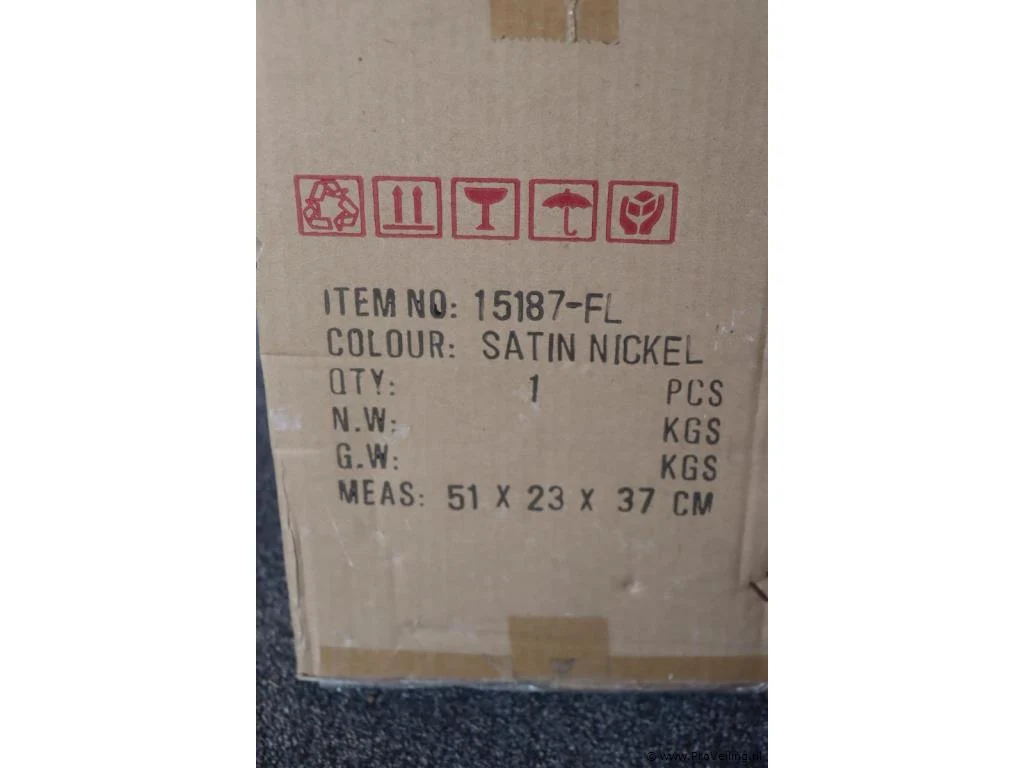 ITEM NO: 15187-FL
COLOUR: SATIN NICKEL
QTY: 1 PCS
N.W: KGS
G.W: KGS
MEAS: 51 X 23 X 37 CM
© www.ProVeiling.nl